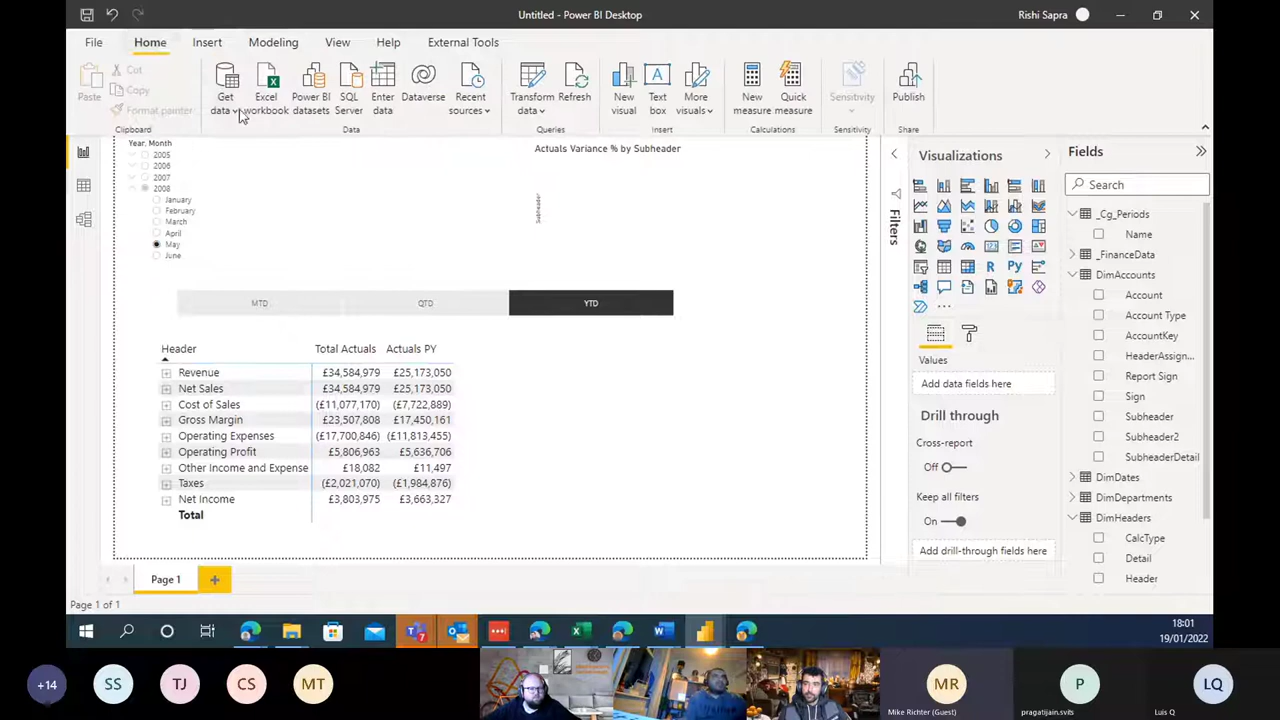 Untitled - Power BI Desktop
Rishi Sapra
File Home Insert Modeling View Help External Tools
Paste
Cut
Copy
Format painter
Clipboard
Get data
Excel workbook
Power BI datasets
SQL Server
Enter data
Dataverse
Recent sources
Data
Transform data
Refresh
Queries
New visual
Text box
More visuals
Insert
New measure
Quick measure
Calculations
Sensitivity
Sensitivity
Publish
Share
Year, Month
2005
2006
2007
2008
January
February
March
April
May
June
Actuals Variance % by Subheader
Subheader
MTD QTD YTD
Header Total Actuals Actuals PY
Revenue £34,584,979 £25,173,050
Net Sales £34,584,979 £25,173,050
Cost of Sales (£11,077,170) (£7,722,889)
Gross Margin £23,507,808 £17,450,161
Operating Expenses (£17,700,846) (£11,813,455)
Operating Profit £5,806,963 £5,636,706
Other Income and Expense £18,082 £11,497
Taxes (£2,021,070) (£1,984,876)
Net Income £3,803,975 £3,663,327
Total
Filters
Visualizations
R Py
Values
Add data fields here
Drill through
Cross-report
Off
Keep all filters
On
Add drill-through fields here
Fields
Search
_Cg_Periods
Name
_FinanceData
DimAccounts
Account
Account Type
AccountKey
HeaderAssign...
Report Sign
Sign
Subheader
Subheader2
SubheaderDetail
DimDates
DimDepartments
DimHeaders
CalcType
Detail
Header
Page 1
Page 1 of 1
18:01
19/01/2022
+14
SS
TJ
CS
MT
MR
Mike Richter (Guest)
P
pragatijain.svits
LQ
Luis Q